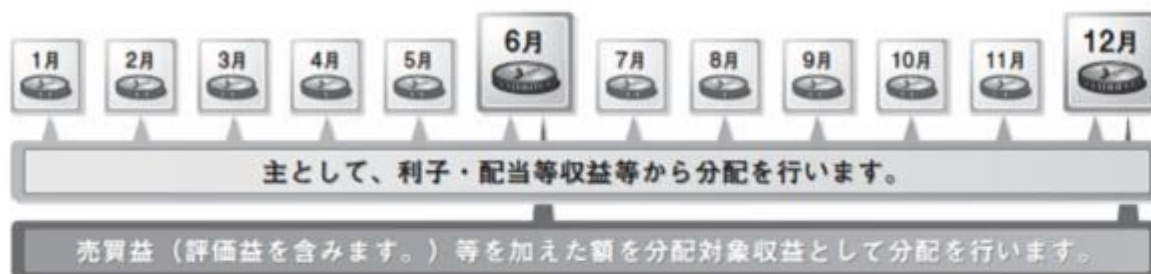 1月 2月 3月 4月 5月 6月 7月 8月 9月 10月 11月 12月
主として、利子・配当等収益等から分配を行います。
売買益（評価益を含みます。）等を加えた額を分配対象収益として分配を行います。